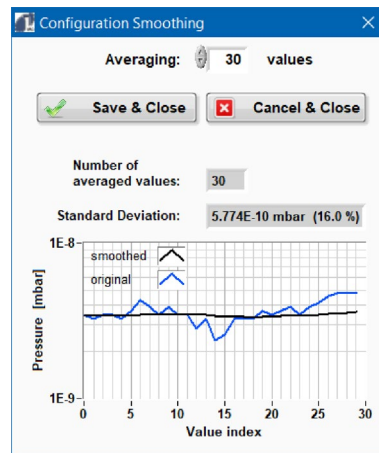 Configuration Smoothing
Averaging: 30 values
Save & Close
Cancel & Close
Number of
averaged values: 30
Standard Deviation: 5.774E-10 mbar (16.0 %)
1E-8
smoothed
original
Pressure [mbar]
1E-9
0 5 10 15 20 25 30
Value index